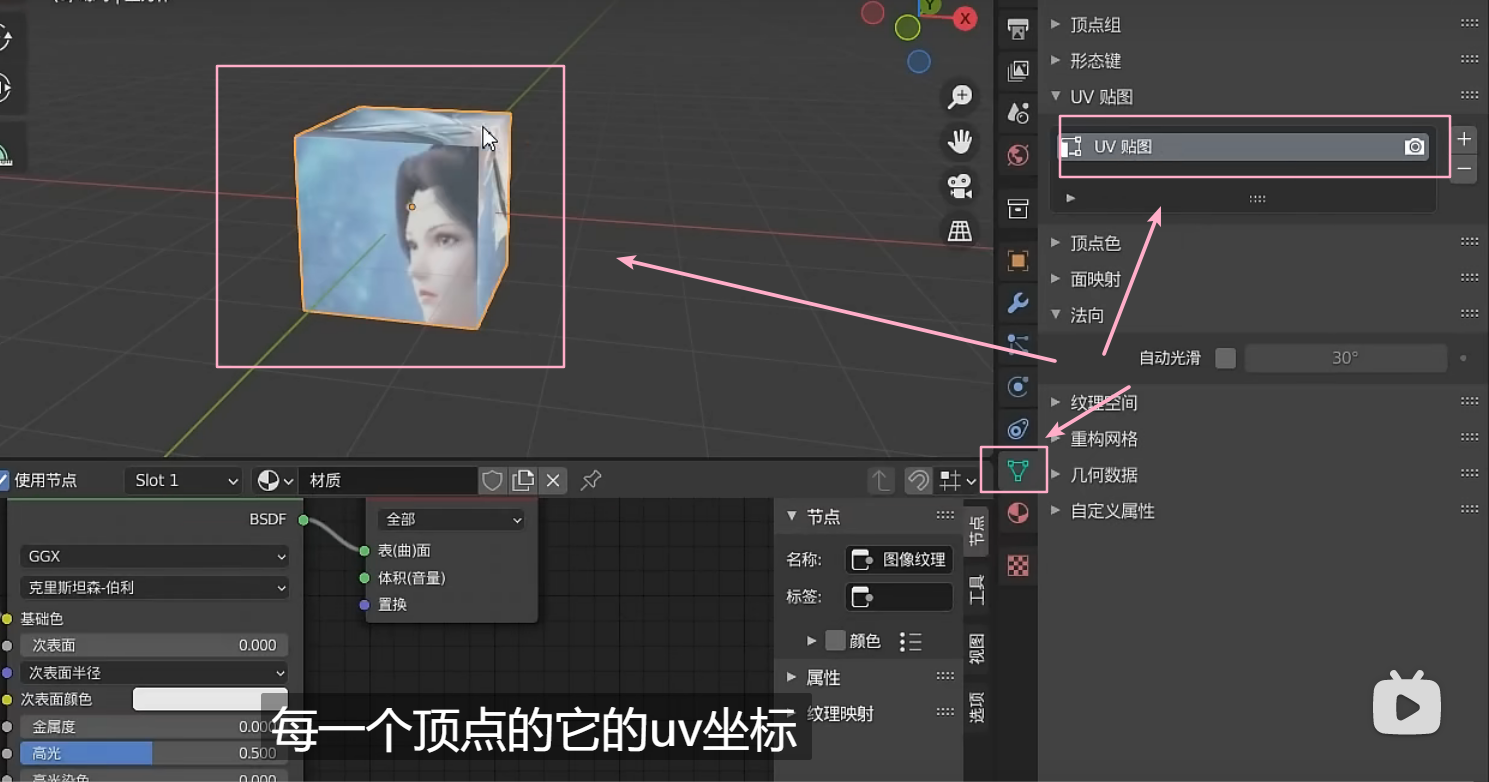 Y
X
顶点组
形态键
UV 贴图
UV 贴图
顶点色
面映射
法向
自动光滑
30°
纹理空间
重构网格
几何数据
自定义属性
使用节点
Slot 1
材质
BSDF
GGX
克里斯坦森-伯利
基础色
次表面
0.000
次表面半径
次表面颜色
金属度
0.000
高光
0.500
高光染色
0.000
全部
表(曲)面
体积(音量)
置换
节点
名称:
图像纹理
标签:
颜色
属性
纹理映射
节点
工具
视图
选项
每一个顶点的它的uv坐标